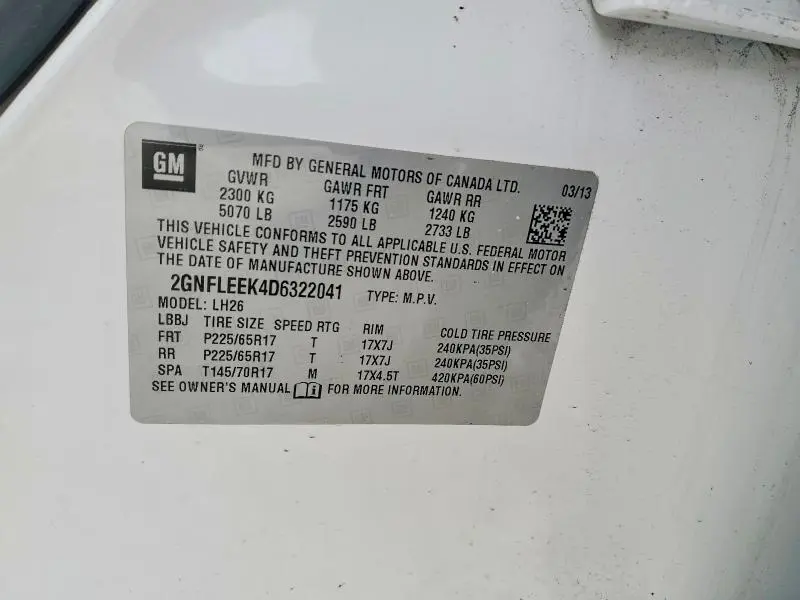 GM
MFD BY GENERAL MOTORS OF CANADA LTD. 03/13
GVWR GAWR FRT GAWR RR
2300 KG 1175 KG 1240 KG
5070 LB 2590 LB 2733 LB
THIS VEHICLE CONFORMS TO ALL APPLICABLE U.S. FEDERAL MOTOR
VEHICLE SAFETY AND THEFT PREVENTION STANDARDS IN EFFECT ON
THE DATE OF MANUFACTURE SHOWN ABOVE.
2GNFLEEK4D6322041 TYPE: M.P.V.
MODEL: LH26
LBBJ TIRE SIZE SPEED RTG RIM COLD TIRE PRESSURE
FRT P225/65R17 T 17X7J 240KPA(35PSI)
RR P225/65R17 T 17X7J 240KPA(35PSI)
SPA T145/70R17 M 17X4.5T 420KPA(60PSI)
SEE OWNER'S MANUAL FOR MORE INFORMATION.